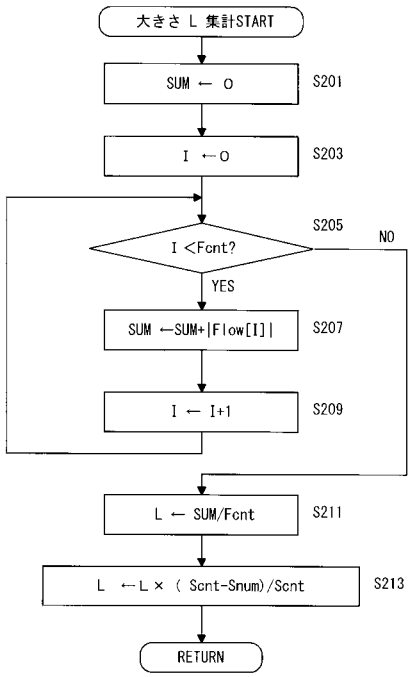 大きさ L 集計START
SUM ← 0
S201
I ← 0
S203
S205
I <Fcnt?
NO
YES
SUM ←SUM+|Flow[I]|
S207
I ← I+1
S209
L ← SUM/Fcnt
S211
L ← L × ( Scnt-Snum)/Scnt
S213
RETURN